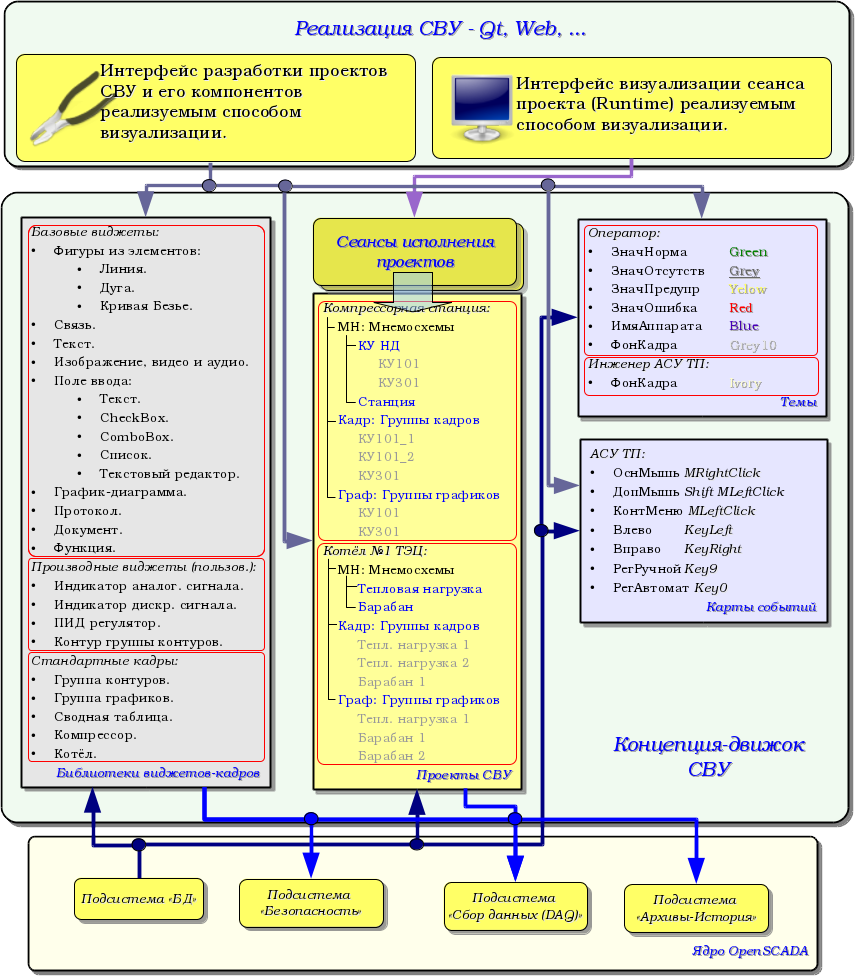 Реализация СВУ - Qt, Web, ...
Интерфейс разработки проектов
СВУ и его компонентов
реализуемым способом
визуализации.
Интерфейс визуализации сеанса
проекта (Runtime) реализуемым
способом визуализации.
Базовые виджеты:
• Фигуры из элементов:
• Линия.
• Дуга.
• Кривая Безье.
• Связь.
• Текст.
• Изображение, видео и аудио.
• Поле ввода:
• Текст.
• CheckBox.
• ComboBox.
• Список.
• Текстовый редактор.
• График-диаграмма.
• Протокол.
• Документ.
• Функция.
Производные виджеты (пользов.):
• Индикатор аналог. сигнала.
• Индикатор дискр. сигнала.
• ПИД регулятор.
• Контур группы контуров.
Стандартные кадры:
• Группа контуров.
• Группа графиков.
• Сводная таблица.
• Компрессор.
• Котёл.
Библиотеки виджетов-кадров
Сеансы исполнения
проектов
Компрессорная станция:
МН: Мнемосхемы
КУ НД
КУ101
КУ301
Станция
Кадр: Группы кадров
КУ101_1
КУ101_2
КУ301
Граф: Группы графиков
КУ101
КУ301
Котёл №1 ТЭЦ:
МН: Мнемосхемы
Тепловая нагрузка
Барабан
Кадр: Группы кадров
Тепл. нагрузка 1
Тепл. нагрузка 2
Барабан 1
Граф: Группы графиков
Тепл. нагрузка 1
Барабан 1
Барабан 2
Проекты СВУ
Оператор:
• ЗначНорма Green
• ЗначОтсутств Grey
• ЗначПредупр Yelow
• ЗначОшибка Red
• ИмяАппарата Blue
• ФонКадра Grey10
Инженер АСУ ТП:
• ФонКадра Ivory
Темы
АСУ ТП:
• ОснМышь MRightClick
• ДопМышь Shift MLeftClick
• КонтМеню MLeftClick
• Влево KeyLeft
• Вправо KeyRight
• РегРучной Key9
• РегАвтомат Key0
Карты событий
Концепция-движок
СВУ
Подсистема «БД»
Подсистема
«Безопасность»
Подсистема
«Сбор данных (DAQ)»
Подсистема
«Архивы-История»
Ядро OpenSCADA